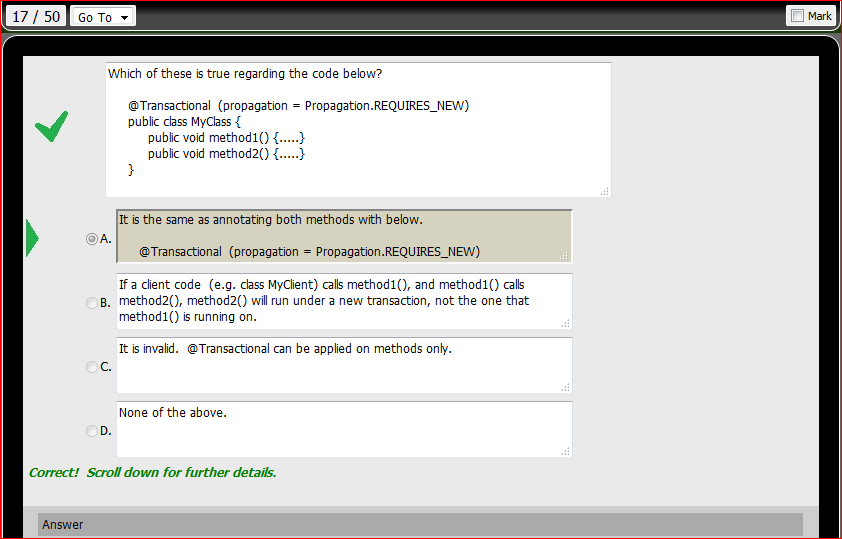 17 / 50 Go To Mark
Which of these is true regarding the code below?
@Transactional (propagation = Propagation.REQUIRES_NEW)
public class MyClass {
public void method1() {.....}
public void method2() {.....}
}
A. It is the same as annotating both methods with below.
@Transactional (propagation = Propagation.REQUIRES_NEW)
B. If a client code (e.g. class MyClient) calls method1(), and method1() calls
method2(), method2() will run under a new transaction, not the one that
method1() is running on.
C. It is invalid. @Transactional can be applied on methods only.
D. None of the above.
Correct! Scroll down for further details.
Answer